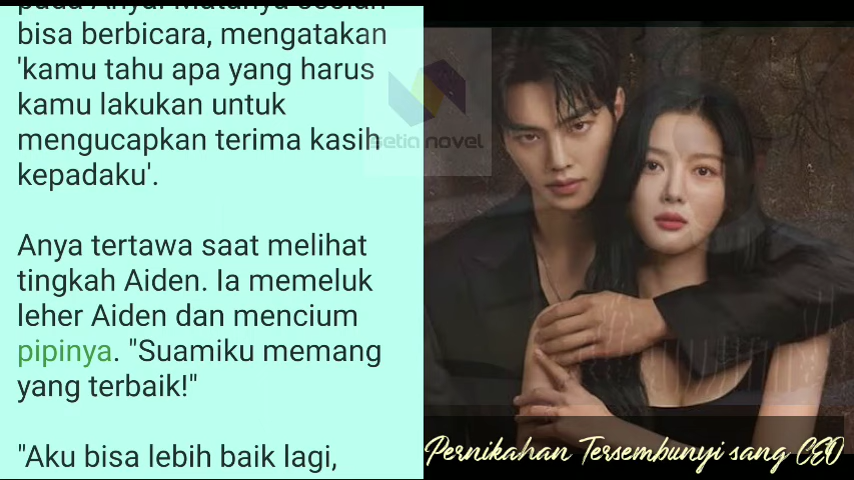 bisa berbicara, mengatakan
'kamu tahu apa yang harus
kamu lakukan untuk
mengucapkan terima kasih
kepadaku'.
Anya tertawa saat melihat
tingkah Aiden. Ia memeluk
leher Aiden dan mencium
pipinya. "Suamiku memang
yang terbaik!"
"Aku bisa lebih baik lagi,
setia novel
Pernikahan Tersembunyi sang CEO